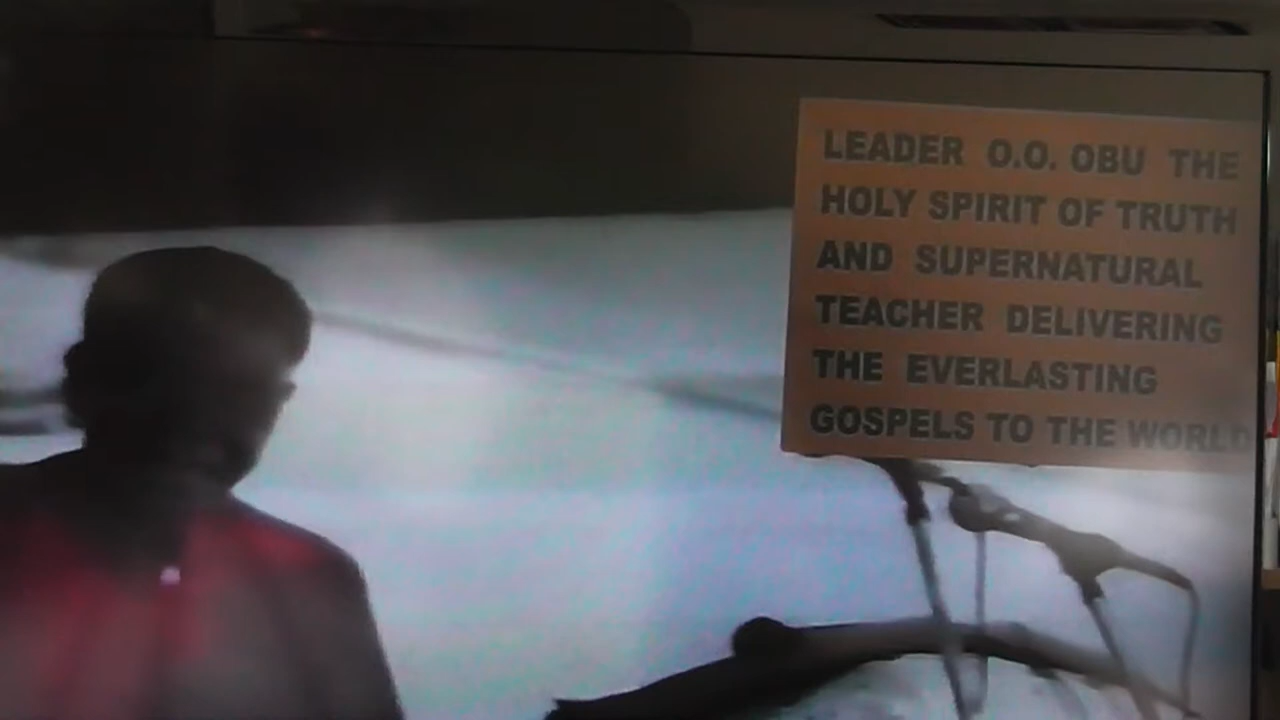 LEADER O.O. OBU THE
HOLY SPIRIT OF TRUTH
AND SUPERNATURAL
TEACHER DELIVERING
THE EVERLASTING
GOSPELS TO THE WORLD